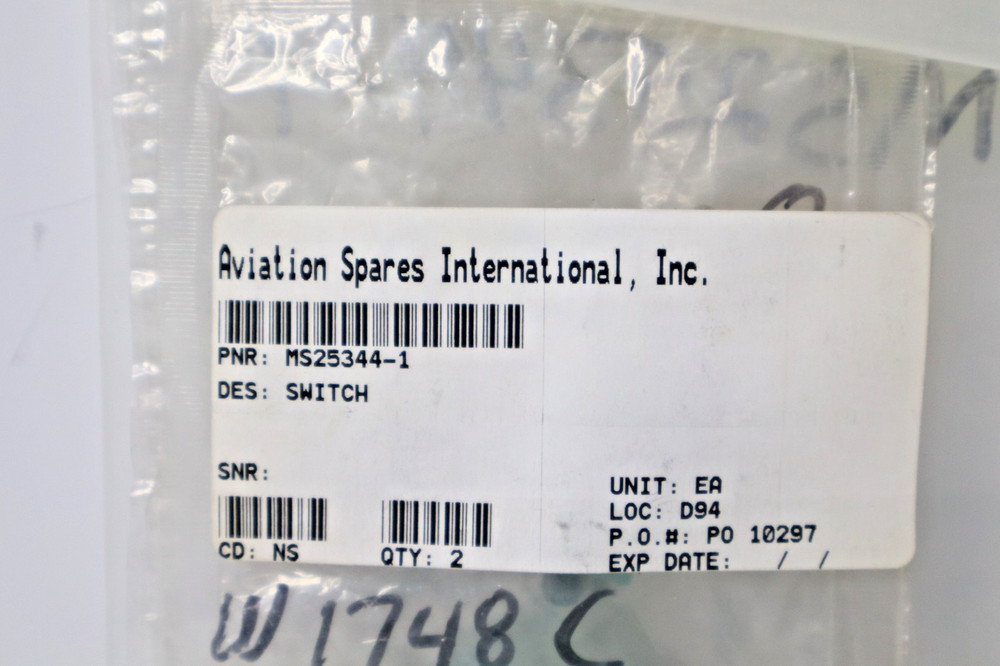 Aviation Spares International, Inc.
PNR: MS25344-1
DES: SWITCH
SNR:
UNIT: EA
LOC: D94
P.O.#: PO 10297
CD: NS QTY: 2 EXP DATE: / /
W1748C